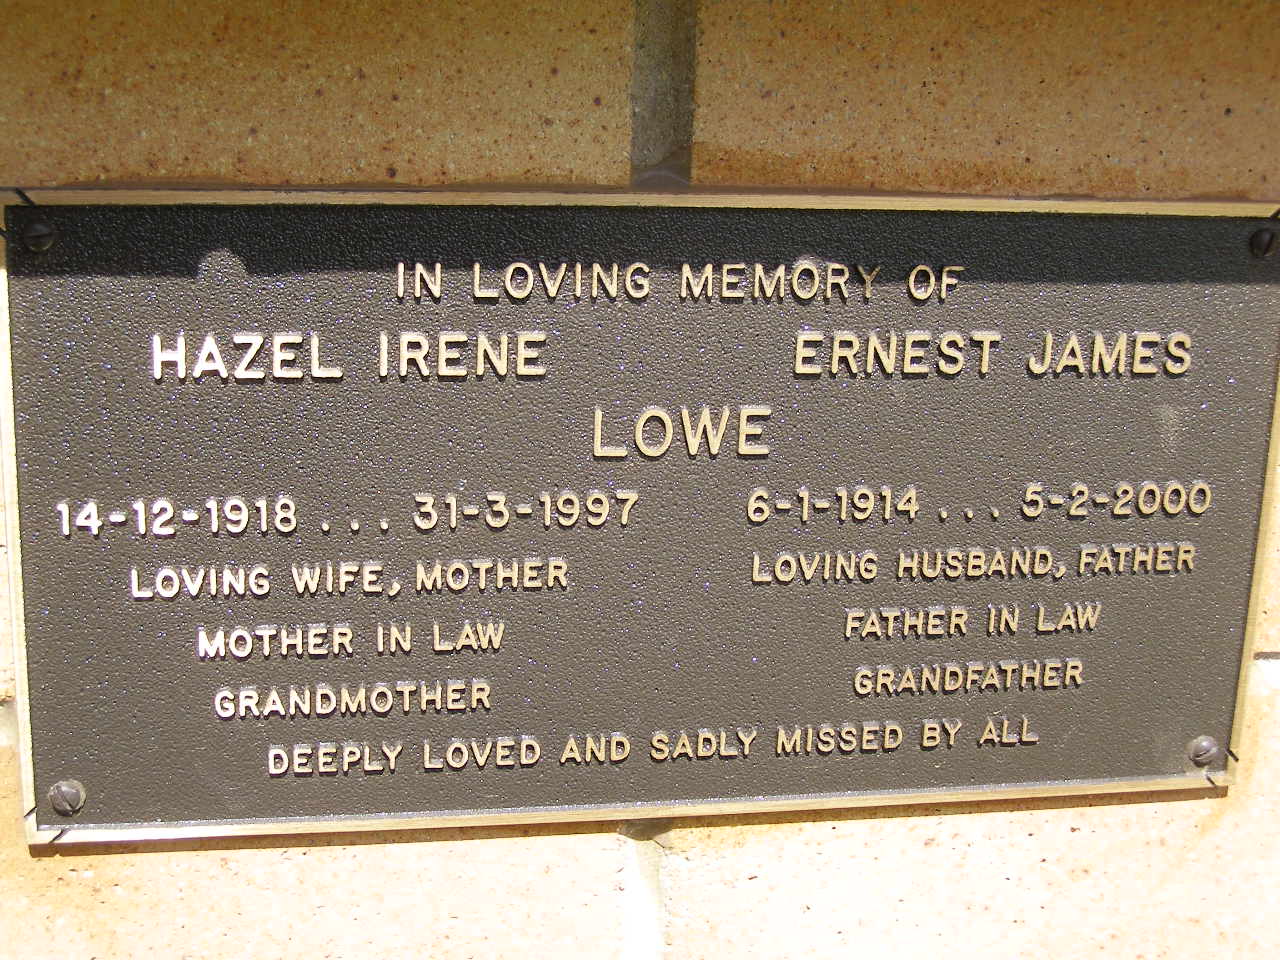 IN LOVING MEMORY OF
HAZEL IRENE ERNEST JAMES
LOWE
14-12-1918 ... 31-3-1997 6-1-1914 ... 5-2-2000
LOVING WIFE, MOTHER LOVING HUSBAND, FATHER
MOTHER IN LAW FATHER IN LAW
GRANDMOTHER GRANDFATHER
DEEPLY LOVED AND SADLY MISSED BY ALL